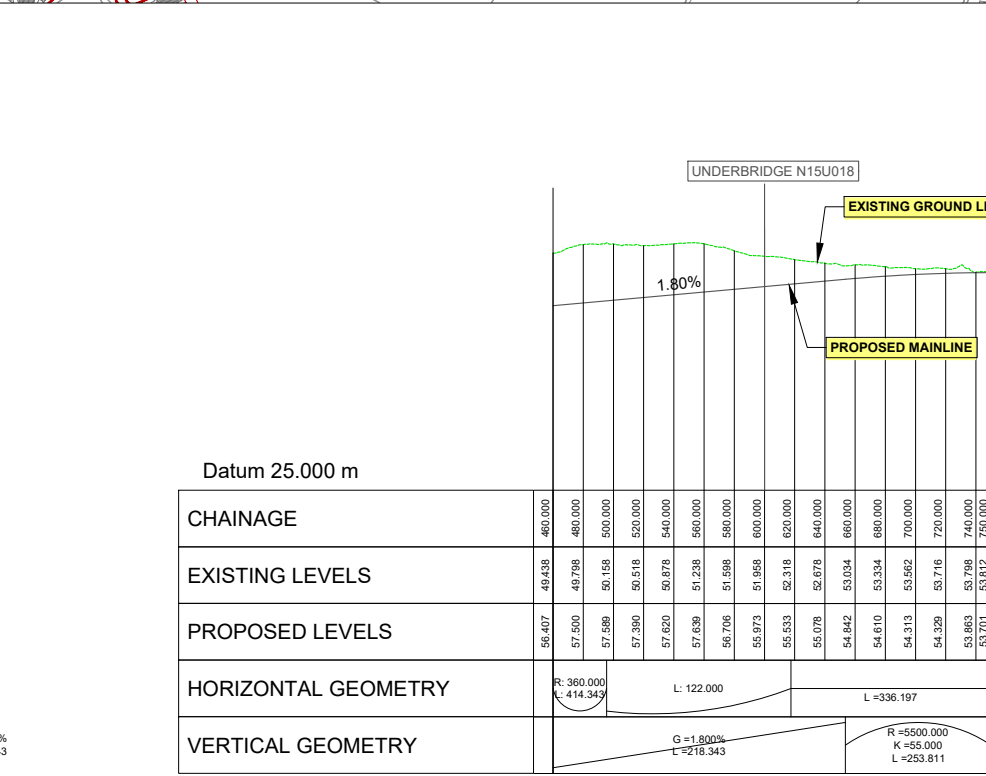 UNDERBRIDGE N15U018
EXISTING GROUND
1.80%
PROPOSED MAINLINE
Datum 25.000 m
CHAINAGE 460.000 480.000 500.000 520.000 540.000 560.000 580.000 600.000 620.000 640.000 660.000 680.000 700.000 720.000 740.000 750.000
EXISTING LEVELS 49.438 49.798 50.158 50.518 50.878 51.238 51.598 51.958 52.318 52.678 53.034 53.334 53.562 53.716 53.798 53.812
PROPOSED LEVELS 56.407 57.500 57.589 57.390 57.620 57.639 56.706 55.973 55.533 55.078 54.842 54.610 54.313 54.329 53.863 53.701
HORIZONTAL GEOMETRY
R: 360.000
L: 414.343
L: 122.000
L =336.197
VERTICAL GEOMETRY
G =1.800%
L =218.343
R =5500.000
K =55.000
L =253.811